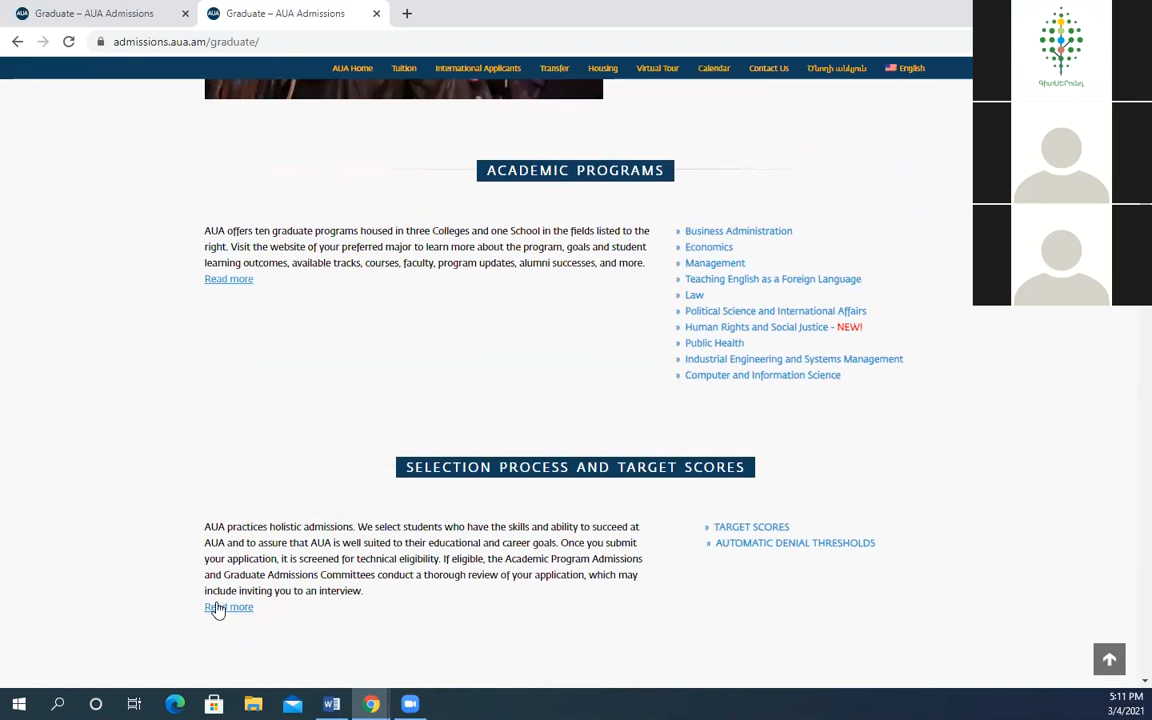 AUA Graduate – AUA Admissions
AUA Graduate – AUA Admissions
admissions.aua.am/graduate/
AUA Home Tuition International Applicants Transfer Housing Virtual Tour Calendar Contact Us Ծնողի անկյուն English
ACADEMIC PROGRAMS
AUA offers ten graduate programs housed in three Colleges and one School in the fields listed to the
right. Visit the website of your preferred major to learn more about the program, goals and student
learning outcomes, available tracks, courses, faculty, program updates, alumni successes, and more.
Read more
» Business Administration
» Economics
» Management
» Teaching English as a Foreign Language
» Law
» Political Science and International Affairs
» Human Rights and Social Justice - NEW!
» Public Health
» Industrial Engineering and Systems Management
» Computer and Information Science
SELECTION PROCESS AND TARGET SCORES
AUA practices holistic admissions. We select students who have the skills and ability to succeed at
AUA and to assure that AUA is well suited to their educational and career goals. Once you submit
your application, it is screened for technical eligibility. If eligible, the Academic Program Admissions
and Graduate Admissions Committees conduct a thorough review of your application, which may
include inviting you to an interview.
Read more
» TARGET SCORES
» AUTOMATIC DENIAL THRESHOLDS
ԳիտՍԵՐունդ
5:11 PM
3/4/2021